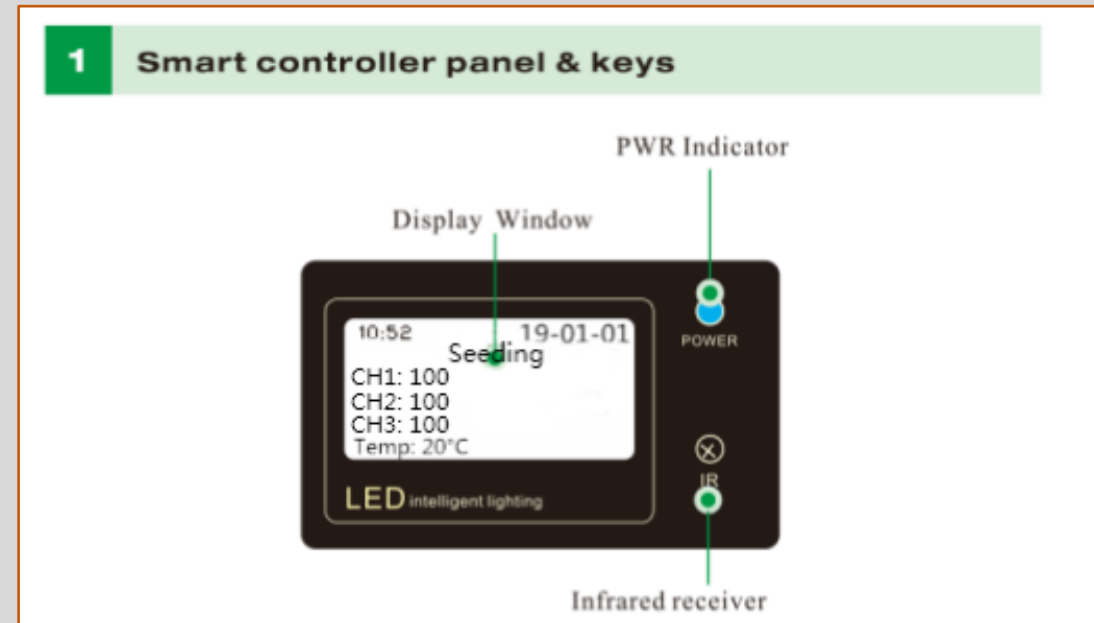 1 Smart controller panel & keys
PWR Indicator
Display Window
10:52 19-01-01
Seeding
CH1: 100
CH2: 100
CH3: 100
Temp: 20°C
POWER
IR
LED intelligent lighting
Infrared receiver